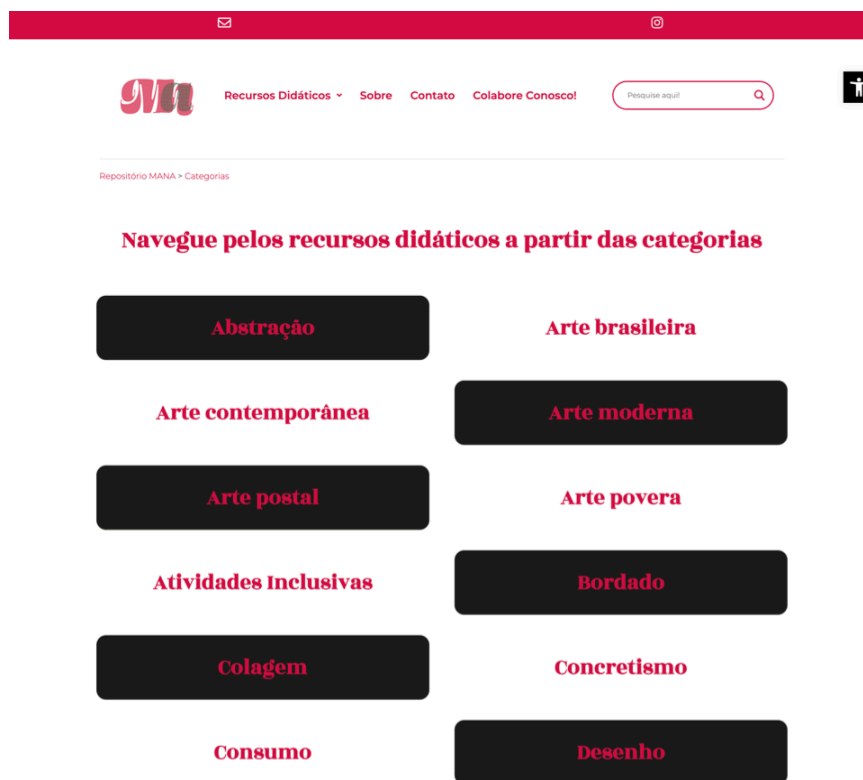 Ma
Recursos Didáticos Sobre Contato Colabore Conosco! Pesquise aqui!
Repositório MANA > Categorias
Navegue pelos recursos didáticos a partir das categorias
Abstração Arte brasileira
Arte contemporânea Arte moderna
Arte postal Arte povera
Atividades Inclusivas Bordado
Colagem Concretismo
Consumo Desenho